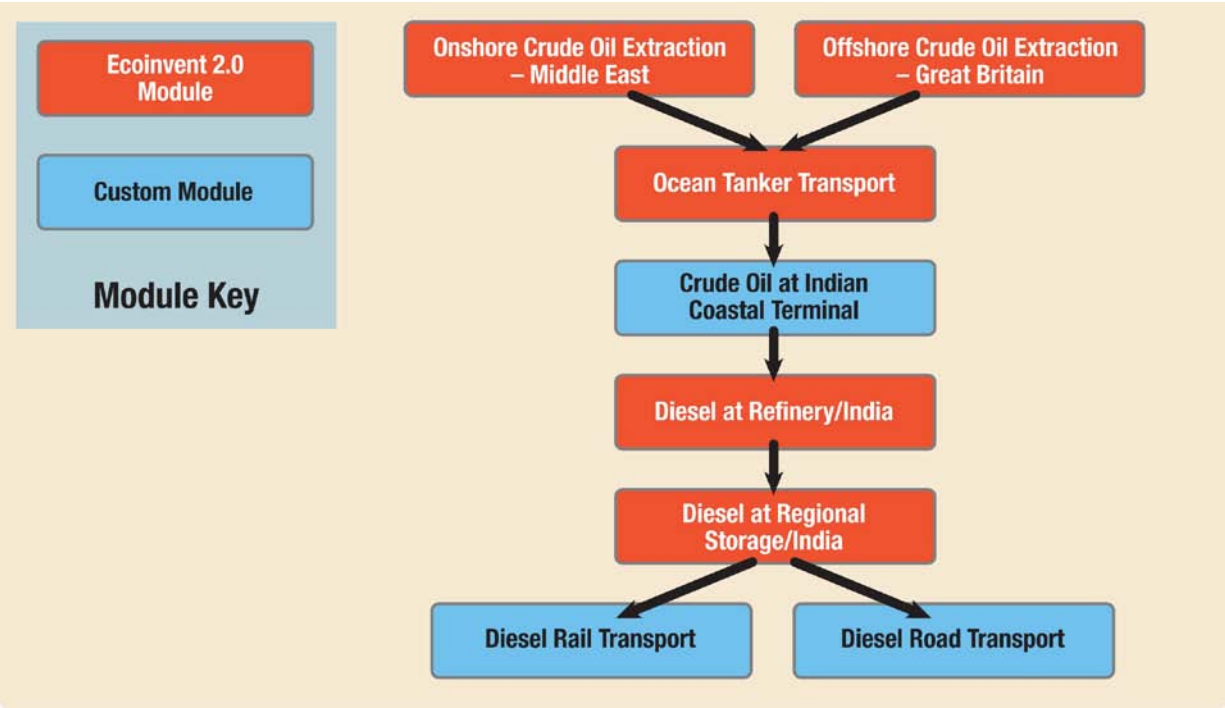 Ecoinvent 2.0
Module
Custom Module
Module Key
Onshore Crude Oil Extraction
– Middle East
Offshore Crude Oil Extraction
– Great Britain
Ocean Tanker Transport
Crude Oil at Indian
Coastal Terminal
Diesel at Refinery/India
Diesel at Regional
Storage/India
Diesel Rail Transport
Diesel Road Transport